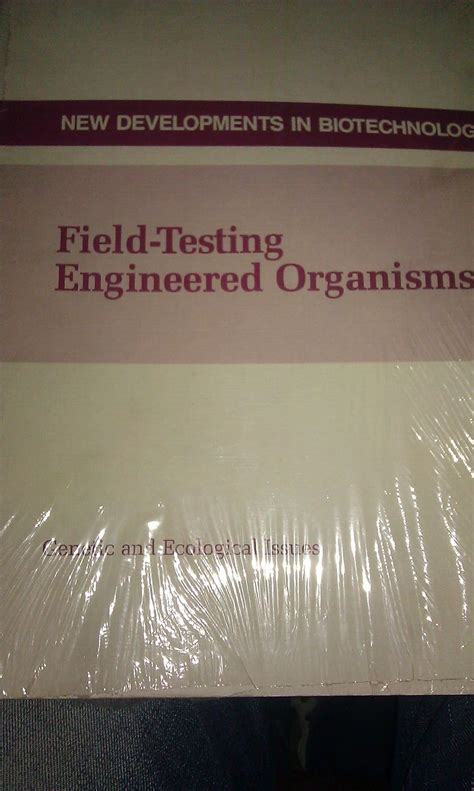 NEW DEVELOPMENTS IN BIOTECHNOLOG
Field-Testing
Engineered Organisms
Genetic and Ecological Issues